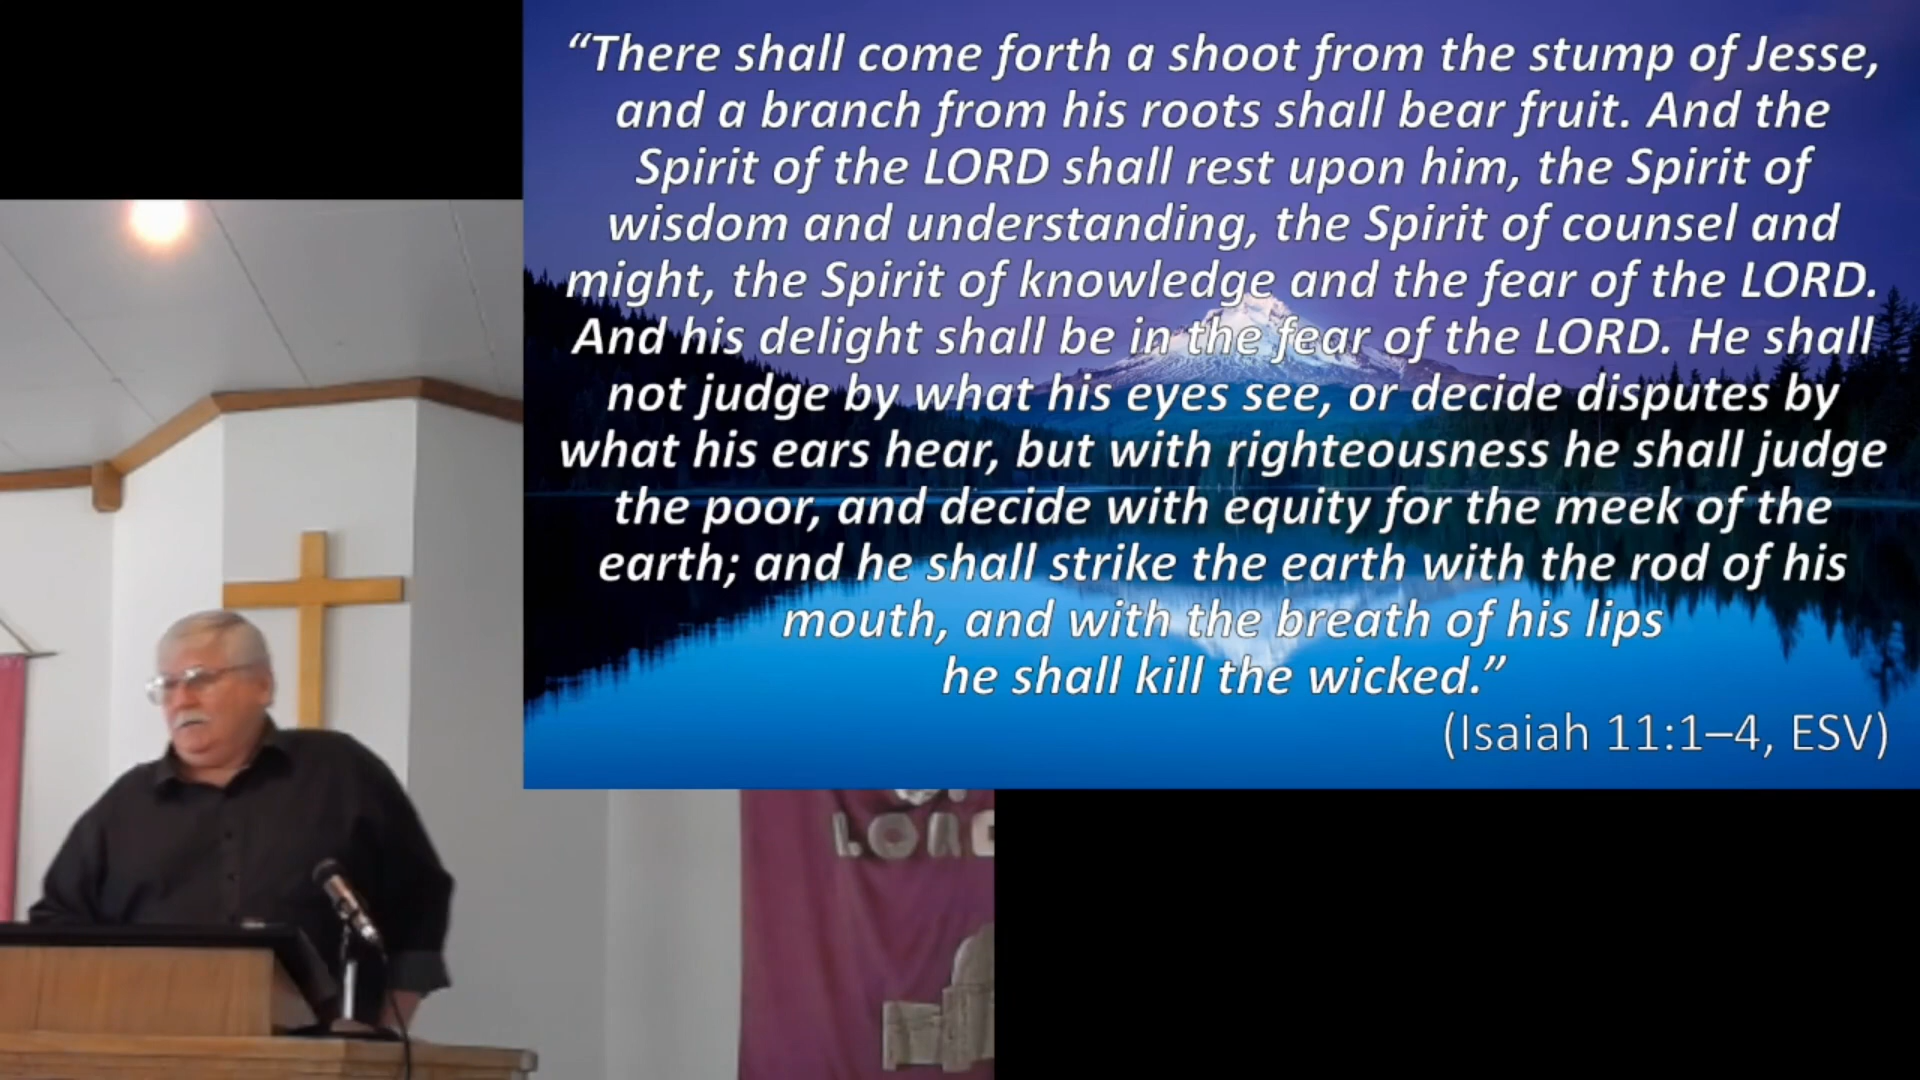 “There shall come forth a shoot from the stump of Jesse,
and a branch from his roots shall bear fruit. And the
Spirit of the LORD shall rest upon him, the Spirit of
wisdom and understanding, the Spirit of counsel and
might, the Spirit of knowledge and the fear of the LORD.
And his delight shall be in the fear of the LORD. He shall
not judge by what his eyes see, or decide disputes by
what his ears hear, but with righteousness he shall judge
the poor, and decide with equity for the meek of the
earth; and he shall strike the earth with the rod of his
mouth, and with the breath of his lips
he shall kill the wicked.”
(Isaiah 11:1–4, ESV)
LORD